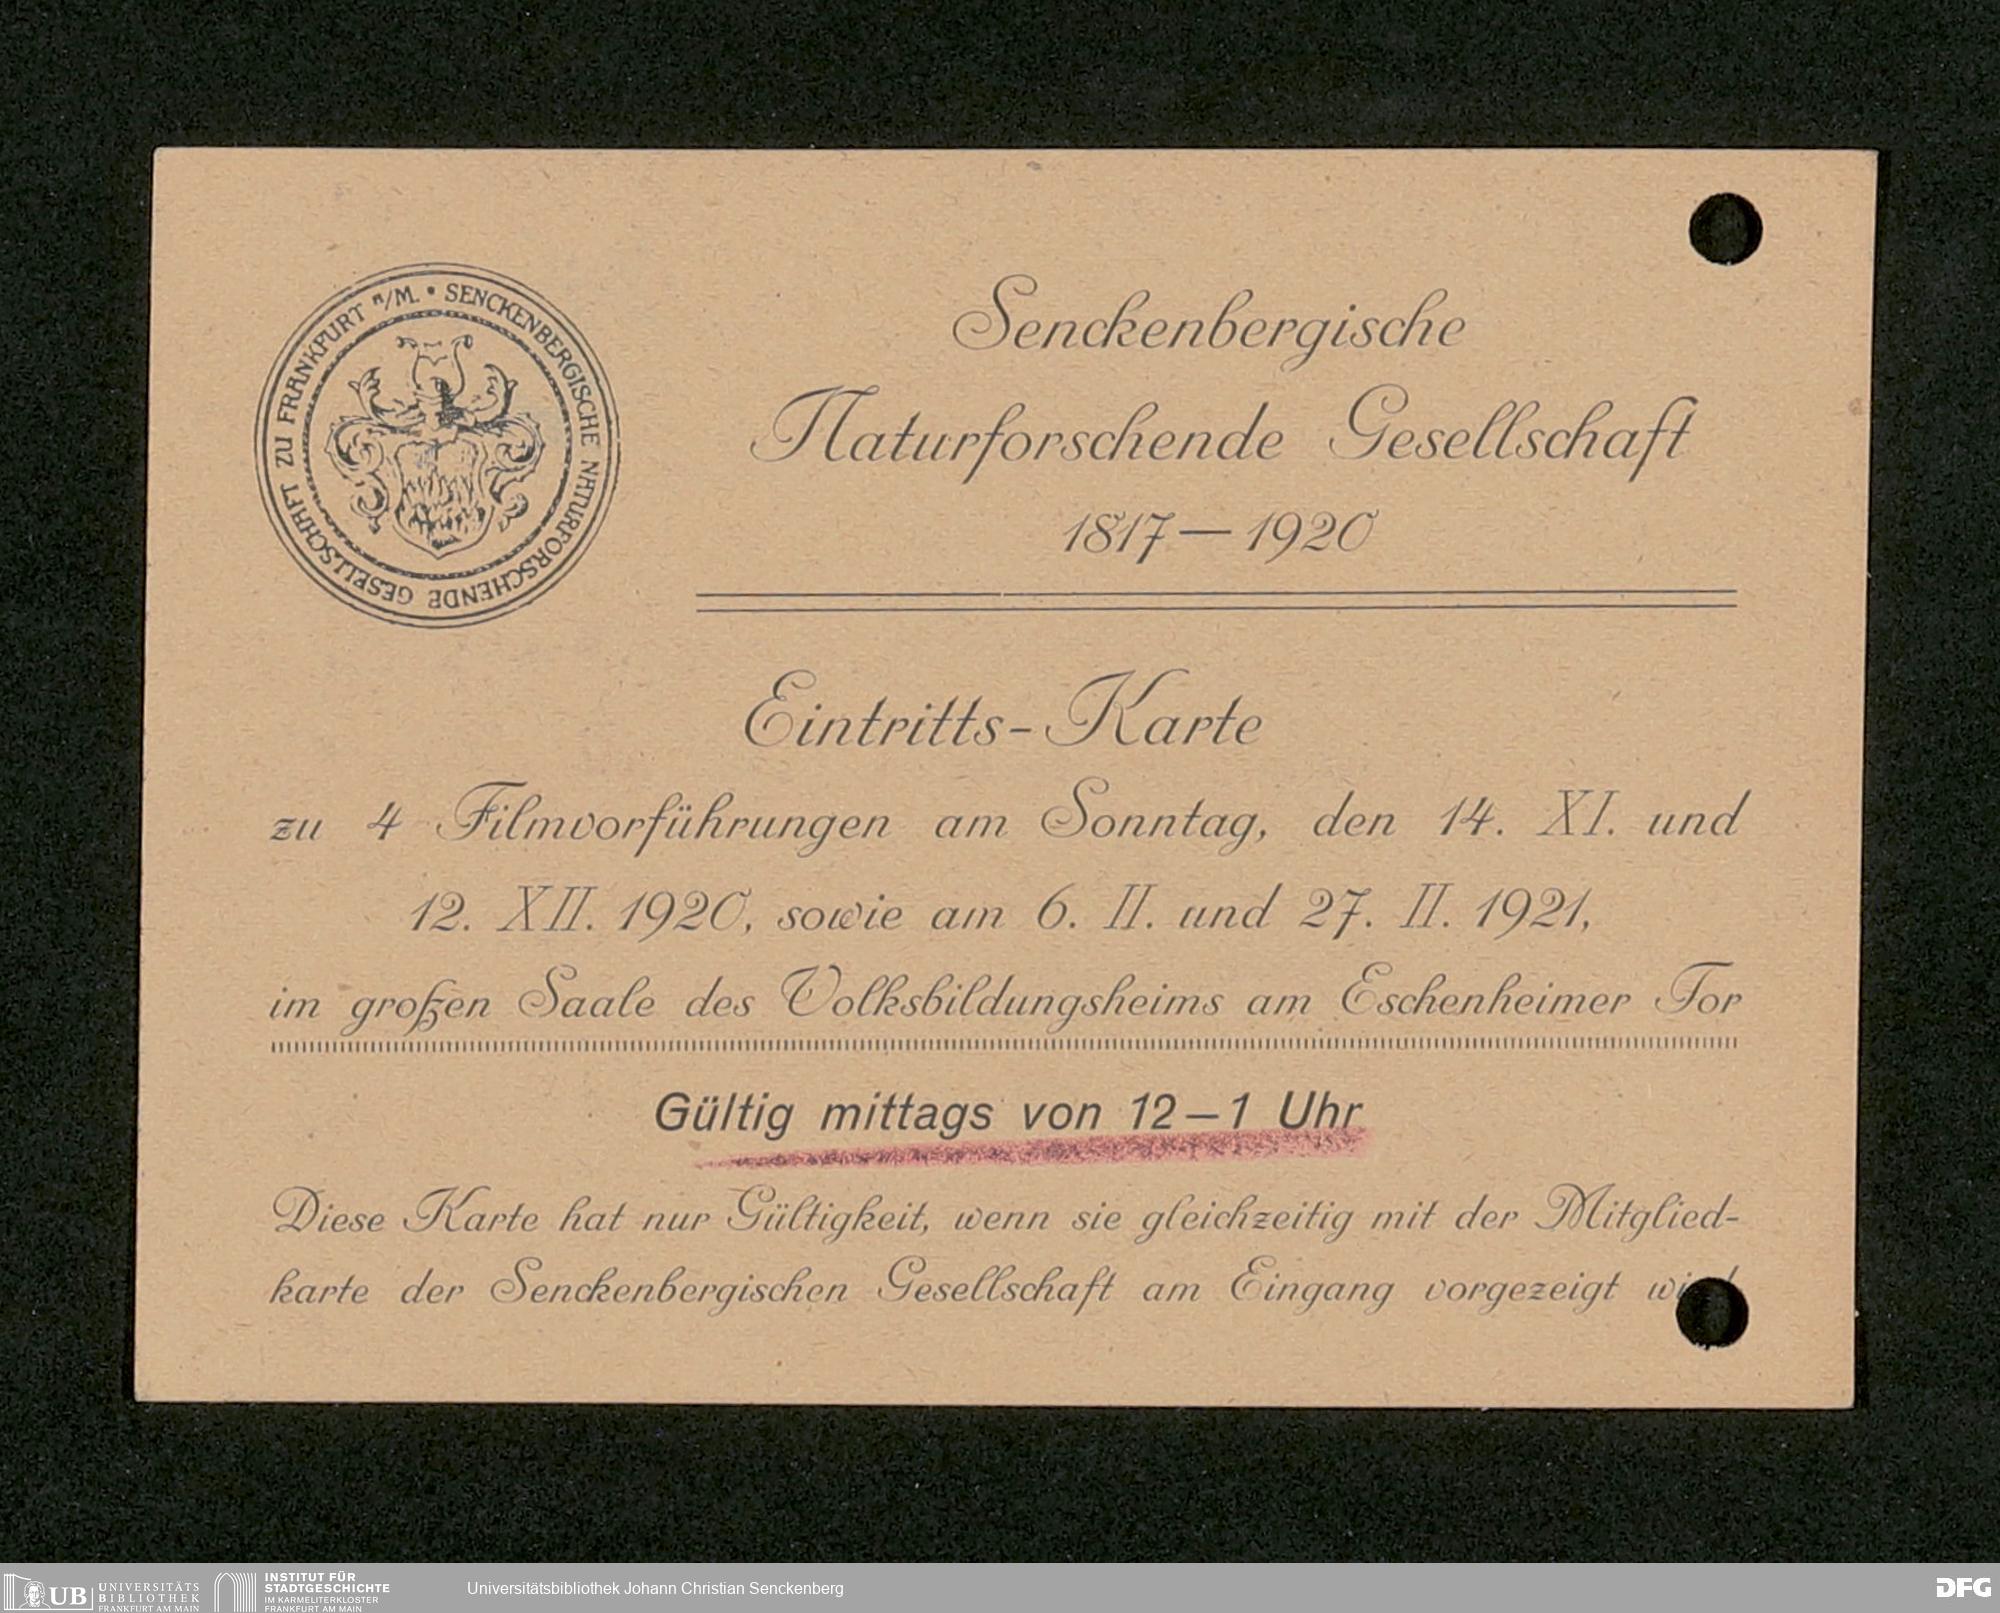 SENCKENBERGISCHE NATURFORSCHENDE GESELLSCHAFT ZU FRANKFURT a/M.
Senckenbergische
Naturforschende Gesellschaft
1817 — 1920
Eintritts-Karte
zu 4 Filmvorführungen am Sonntag, den 14. XI. und
12. XII. 1920, sowie am 6. II. und 27. II. 1921,
im großen Saale des Volksbildungsheims am Eschenheimer Tor
Gültig mittags von 12–1 Uhr
Diese Karte hat nur Gültigkeit, wenn sie gleichzeitig mit der Mitglied-
karte der Senckenbergischen Gesellschaft am Eingang vorgezeigt
UB UNIVERSITÄTS
BIBLIOTHEK
FRANKFURT AM MAIN
INSTITUT FÜR
STADTGESCHICHTE
IM KARMELITERKLOSTER
FRANKFURT AM MAIN
Universitätsbibliothek Johann Christian Senckenberg
DFG